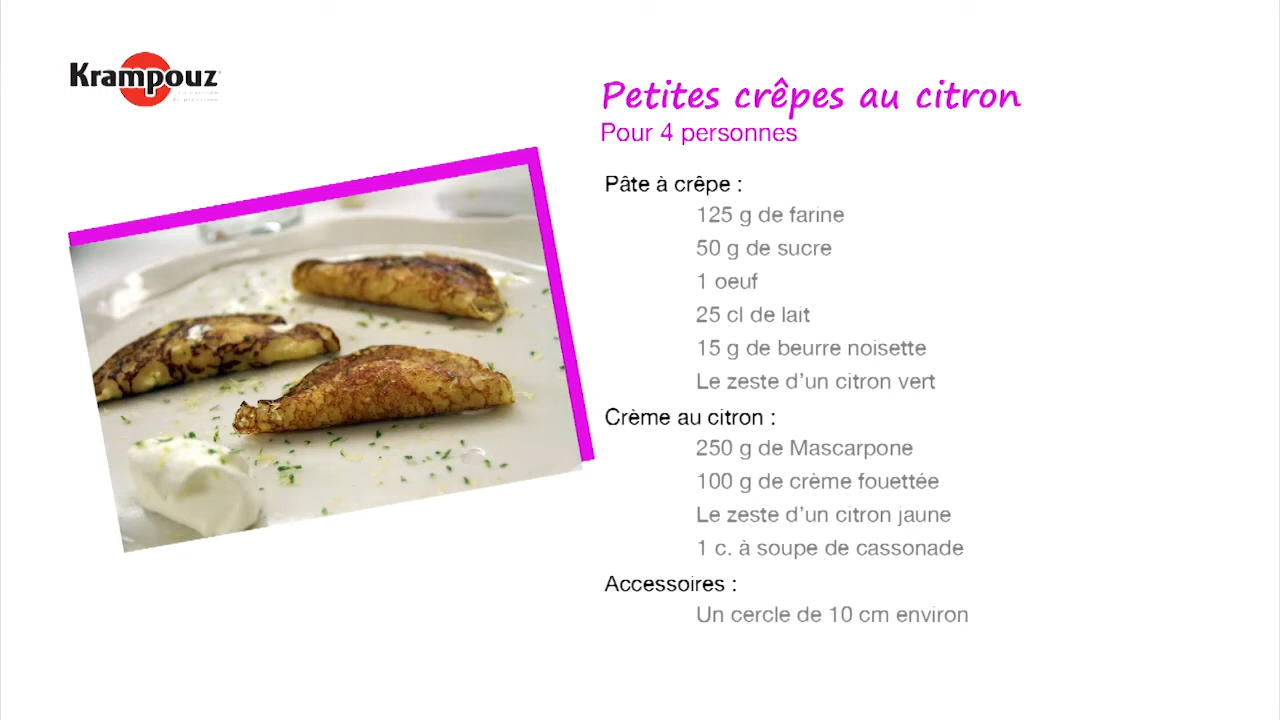 Krampouz
Petites crêpes au citron
Pour 4 personnes
Pâte à crêpe :
125 g de farine
50 g de sucre
1 oeuf
25 cl de lait
15 g de beurre noisette
Le zeste d’un citron vert
Crème au citron :
250 g de Mascarpone
100 g de crème fouettée
Le zeste d’un citron jaune
1 c. à soupe de cassonade
Accessoires :
Un cercle de 10 cm environ